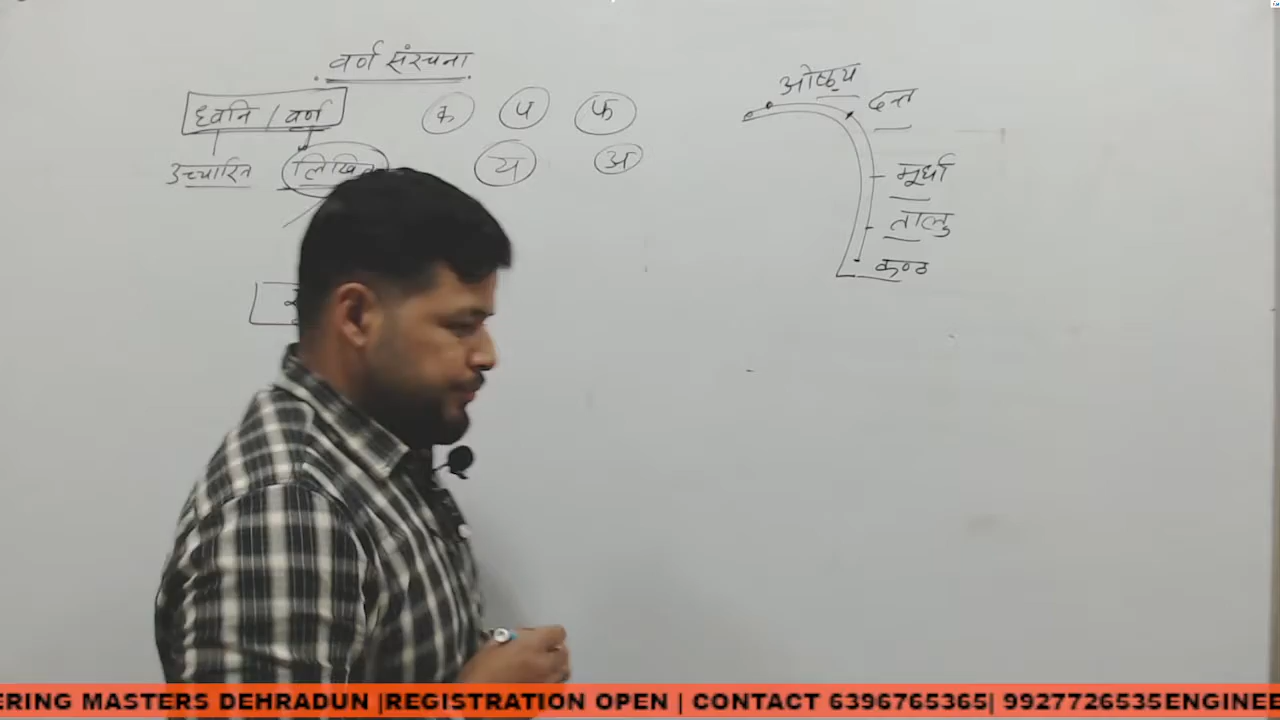 वर्ण संरचना
ध्वनि / वर्ण
क प फ
उच्चारित
य अ
ओष्ठ्य
दन्त
मूर्धा
तालु
कण्ठ
ERING MASTERS DEHRADUN |REGISTRATION OPEN | CONTACT 6396765365| 9927726535ENGINEE